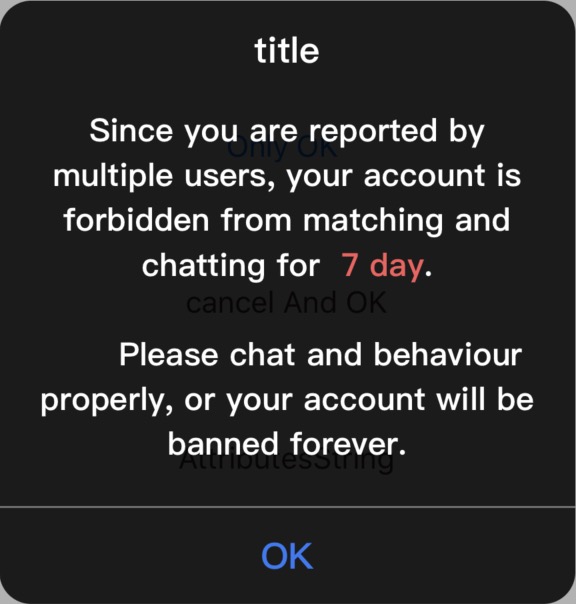 title
Since you are reported by
Only OK
multiple users, your account is
forbidden from matching and
chatting for 7 day.
cancel And OK
Please chat and behaviour
properly, or your account will be
banned forever.
AttributesString
OK